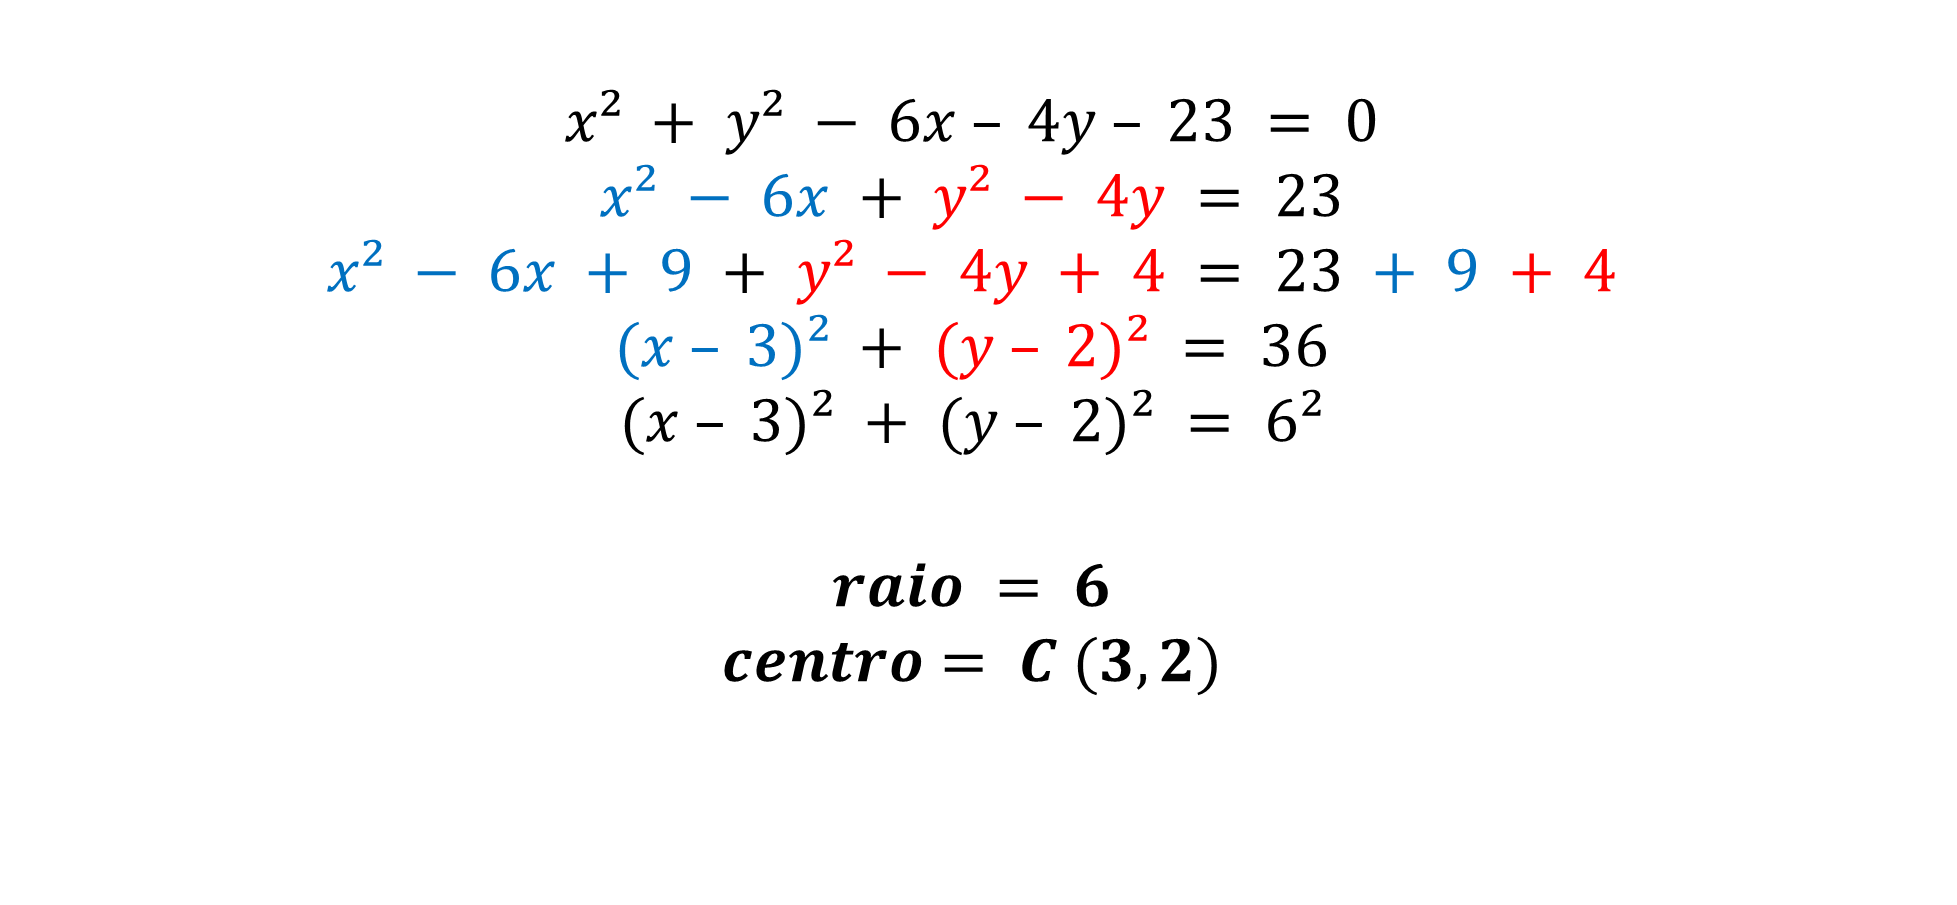 x² + y² − 6x – 4y – 23 = 0
x² − 6x + y² − 4y = 23
x² − 6x + 9 + y² − 4y + 4 = 23 + 9 + 4
(x – 3)² + (y – 2)² = 36
(x – 3)² + (y – 2)² = 6²
raio = 6
centro = C (3, 2)